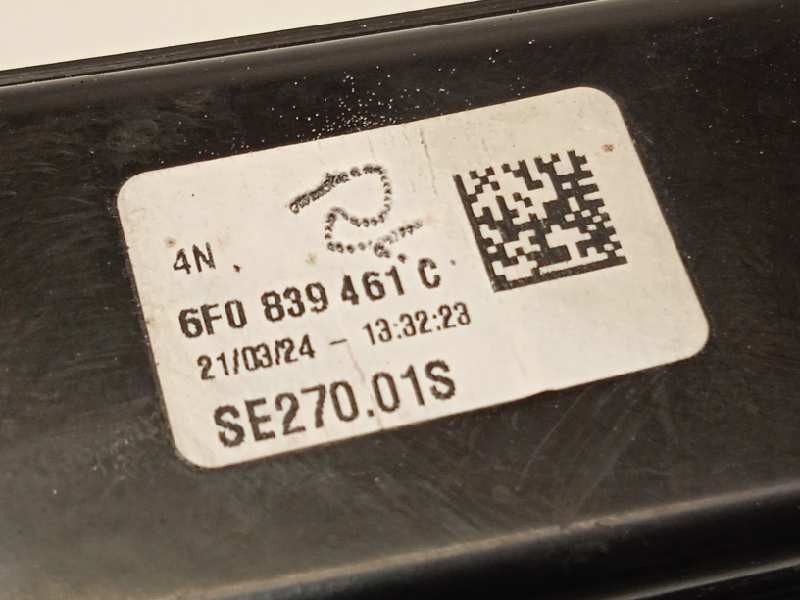 4N
6F0 839 461 C
21/03/24 - 13:32:23
SE270.01S